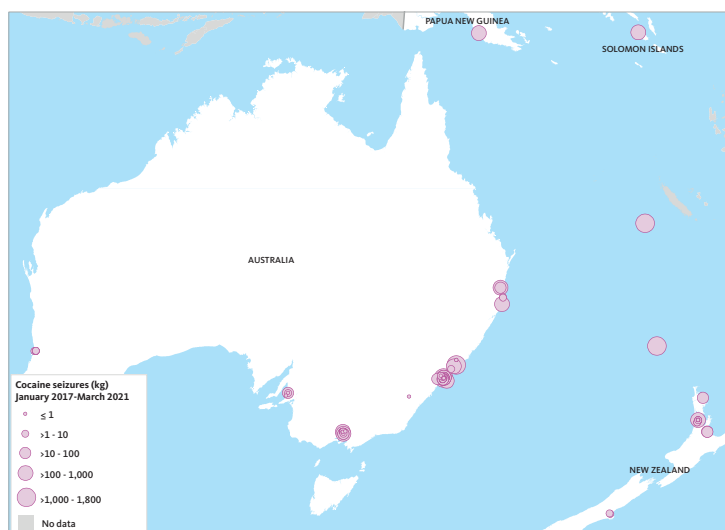 PAPUA NEW GUINEA
SOLOMON ISLANDS
AUSTRALIA
NEW ZEALAND
Cocaine seizures (kg)
January 2017-March 2021
≤ 1
>1 - 10
>10 - 100
>100 - 1,000
>1,000 - 1,800
No data